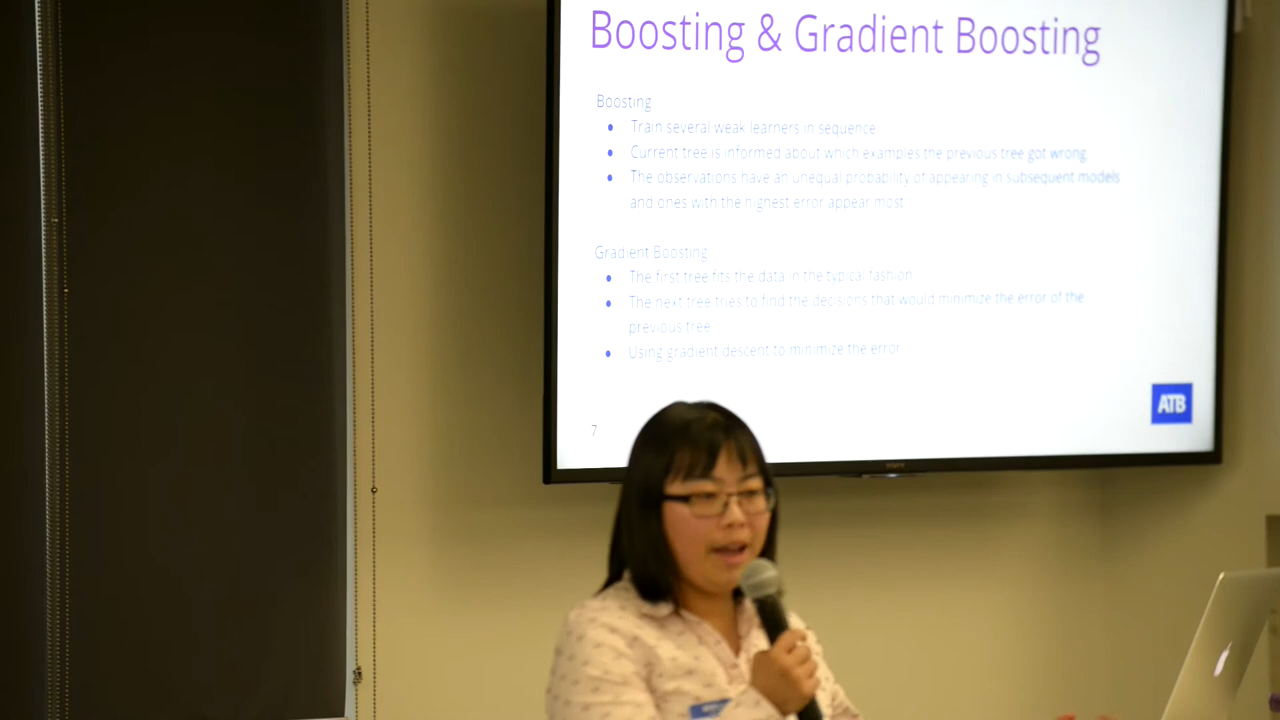 Boosting & Gradient Boosting
Boosting
Train several weak learners in sequence
Current tree is informed about which examples the previous tree got wrong
The observations have an unequal probability of appearing in subsequent models
and ones with the highest error appear most
Gradient Boosting
The first tree fits the data in the typical fashion
The next tree tries to find the decisions that would minimize the error of the
previous tree
Using gradient descent to minimize the error
ATB
7
SONY